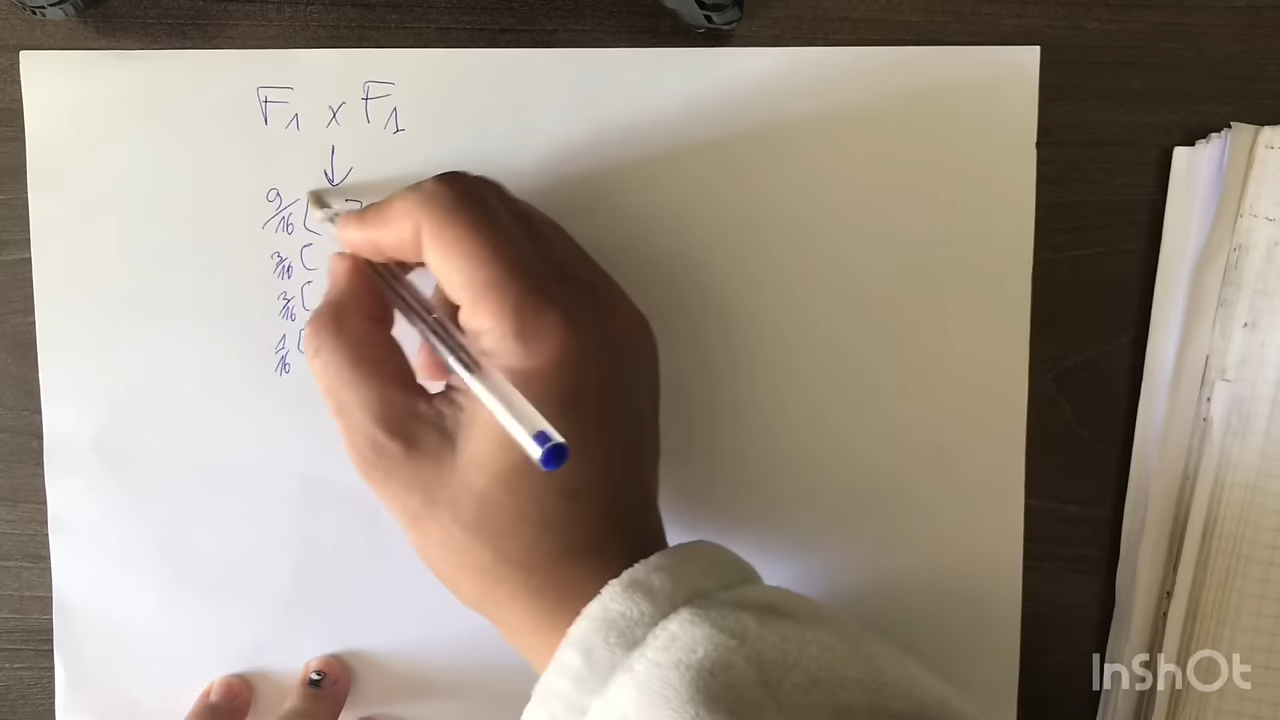 F1 x F1
↓
9/16 [ ]
3/16 [
3/16 [
1/16 [
InShOt